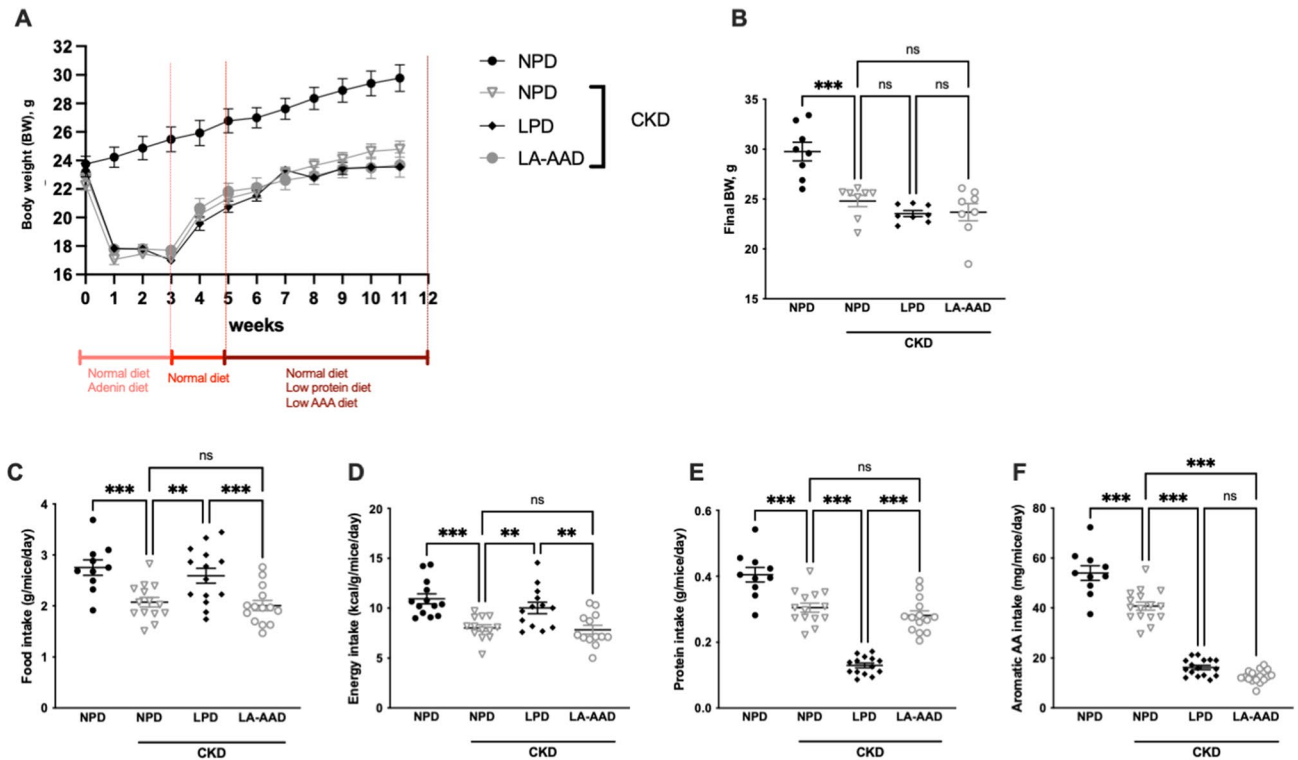 A
Body weight (BW), g
32
30
28
26
24
22
20
18
16
0 1 2 3 4 5 6 7 8 9 10 11 12
weeks
NPD
NPD
LPD
LA-AAD
CKD
Normal diet
Adenin diet
Normal diet
Normal diet
Low protein diet
Low AAA diet
B
Final BW, g
35
30
25
20
15
ns
*** ns ns
NPD NPD LPD LA-AAD
CKD
C
Food intake (g/mice/day)
4
3
2
1
0
ns
*** ** ***
NPD NPD LPD LA-AAD
CKD
D
Energy intake (kcal/g/mice/day)
20
15
10
5
0
ns
*** ** **
NPD NPD LPD LA-AAD
CKD
E
Protein intake (g/mice/day)
0.6
0.4
0.2
0.0
ns
*** *** ***
NPD NPD LPD LA-AAD
CKD
F
Aromatic AA intake (mg/mice/day)
80
60
40
20
0
***
*** *** ns
NPD NPD LPD LA-AAD
CKD